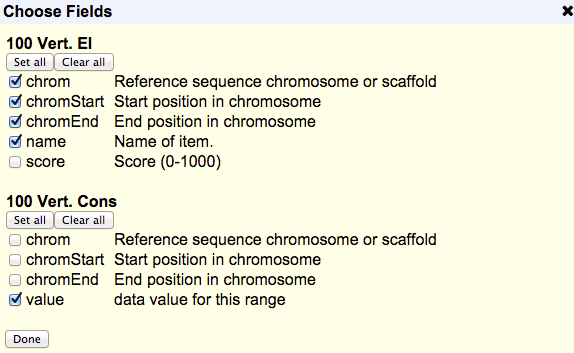 Choose Fields
100 Vert. El
Set all Clear all
chrom Reference sequence chromosome or scaffold
chromStart Start position in chromosome
chromEnd End position in chromosome
name Name of item.
score Score (0-1000)
100 Vert. Cons
Set all Clear all
chrom Reference sequence chromosome or scaffold
chromStart Start position in chromosome
chromEnd End position in chromosome
value data value for this range
Done